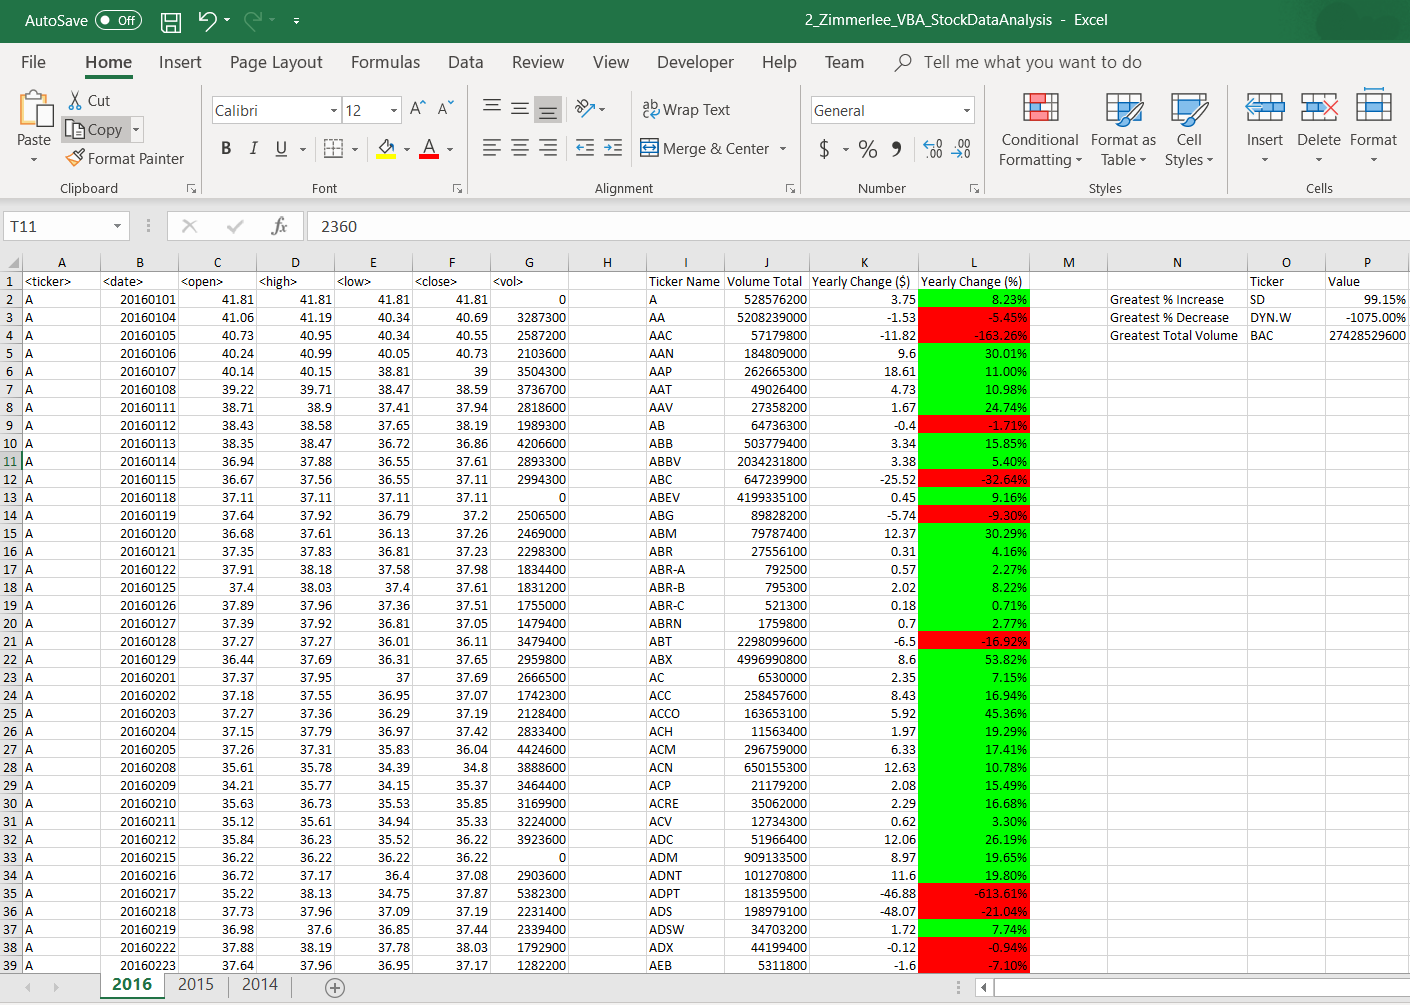 AutoSave Off 2_Zimmerlee_VBA_StockDataAnalysis - Excel
File Home Insert Page Layout Formulas Data Review View Developer Help Team Tell me what you want to do
Paste Cut Copy Format Painter
Calibri 12
Wrap Text
Merge & Center
General
Conditional Formatting Format as Table Cell Styles
Insert Delete Format
Clipboard Font Alignment Number Styles Cells
T11 fx 2360
A B C D E F G H I J K L M N O P
1 <ticker> <date> <open> <high> <low> <close> <vol> Ticker Name Volume Total Yearly Change ($) Yearly Change (%) Ticker Value
2 A 20160101 41.81 41.81 41.81 41.81 0 A 528576200 3.75 8.23% Greatest % Increase SD 99.15%
3 A 20160104 41.06 41.19 40.34 40.69 3287300 AA 5208239000 -1.53 -5.45% Greatest % Decrease DYN.W -1075.00%
4 A 20160105 40.73 40.95 40.34 40.55 2587200 AAC 57179800 -11.82 -163.26% Greatest Total Volume BAC 27428529600
5 A 20160106 40.24 40.99 40.05 40.73 2103600 AAN 184809000 9.6 30.01%
6 A 20160107 40.14 40.15 38.81 39 3504300 AAP 262665300 18.61 11.00%
7 A 20160108 39.22 39.71 38.47 38.59 3736700 AAT 49026400 4.73 10.98%
8 A 20160111 38.71 38.9 37.41 37.94 2818600 AAV 27358200 1.67 24.74%
9 A 20160112 38.43 38.58 37.65 38.19 1989300 AB 64736300 -0.4 -1.71%
10 A 20160113 38.35 38.47 36.72 36.86 4206600 ABB 503779400 3.34 15.85%
11 A 20160114 36.94 37.88 36.55 37.61 2893300 ABBV 2034231800 3.38 5.40%
12 A 20160115 36.67 37.56 36.55 37.11 2994300 ABC 647239900 -25.52 -32.64%
13 A 20160118 37.11 37.11 37.11 37.11 0 ABEV 4199335100 0.45 9.16%
14 A 20160119 37.64 37.92 36.79 37.2 2506500 ABG 89828200 -5.74 -9.30%
15 A 20160120 36.68 37.61 36.13 37.26 2469000 ABM 79787400 12.37 30.29%
16 A 20160121 37.35 37.83 36.81 37.23 2298300 ABR 27556100 0.31 4.16%
17 A 20160122 37.91 38.18 37.58 37.98 1834400 ABR-A 792500 0.57 2.27%
18 A 20160125 37.4 38.03 37.4 37.61 1831200 ABR-B 795300 2.02 8.22%
19 A 20160126 37.89 37.96 37.36 37.51 1755000 ABR-C 521300 0.18 0.71%
20 A 20160127 37.39 37.92 36.81 37.05 1479400 ABRN 1759800 0.7 2.77%
21 A 20160128 37.27 37.27 36.01 36.11 3479400 ABT 2298099600 -6.5 -16.92%
22 A 20160129 36.44 37.69 36.31 37.65 2959800 ABX 4996990800 8.6 53.82%
23 A 20160201 37.37 37.95 37 37.69 2666500 AC 6530000 2.35 7.15%
24 A 20160202 37.18 37.55 36.95 37.07 1742300 ACC 258457600 8.43 16.94%
25 A 20160203 37.27 37.36 36.29 37.19 2128400 ACCO 163653100 5.92 45.36%
26 A 20160204 37.15 37.79 36.97 37.42 2833400 ACH 11563400 1.97 19.29%
27 A 20160205 37.26 37.31 35.83 36.04 4424600 ACM 296759000 6.33 17.41%
28 A 20160208 35.61 35.78 34.39 34.8 3888600 ACN 650155300 12.63 10.78%
29 A 20160209 34.21 35.77 34.15 35.37 3464400 ACP 21179200 2.08 15.49%
30 A 20160210 35.63 36.73 35.53 35.85 3169900 ACRE 35062000 2.29 16.68%
31 A 20160211 35.12 35.61 34.94 35.33 3224000 ACV 12734300 0.62 3.30%
32 A 20160212 35.84 36.23 35.52 36.22 3923600 ADC 51966400 12.06 26.19%
33 A 20160215 36.22 36.22 36.22 36.22 0 ADM 909133500 8.97 19.65%
34 A 20160216 36.72 37.17 36.4 37.08 2903600 ADNT 101270800 11.6 19.80%
35 A 20160217 35.22 38.13 34.75 37.87 5382300 ADPT 181359500 -46.88 -613.61%
36 A 20160218 37.73 37.96 37.09 37.19 2231400 ADS 198979100 -48.07 -21.04%
37 A 20160219 36.98 37.6 36.85 37.44 2339400 ADSW 34703200 1.72 7.74%
38 A 20160222 37.88 38.19 37.78 38.03 1792900 ADX 44199400 -0.12 -0.94%
39 A 20160223 37.64 37.96 36.95 37.17 1282200 AEB 5311800 -1.6 -7.10%
2016 2015 2014